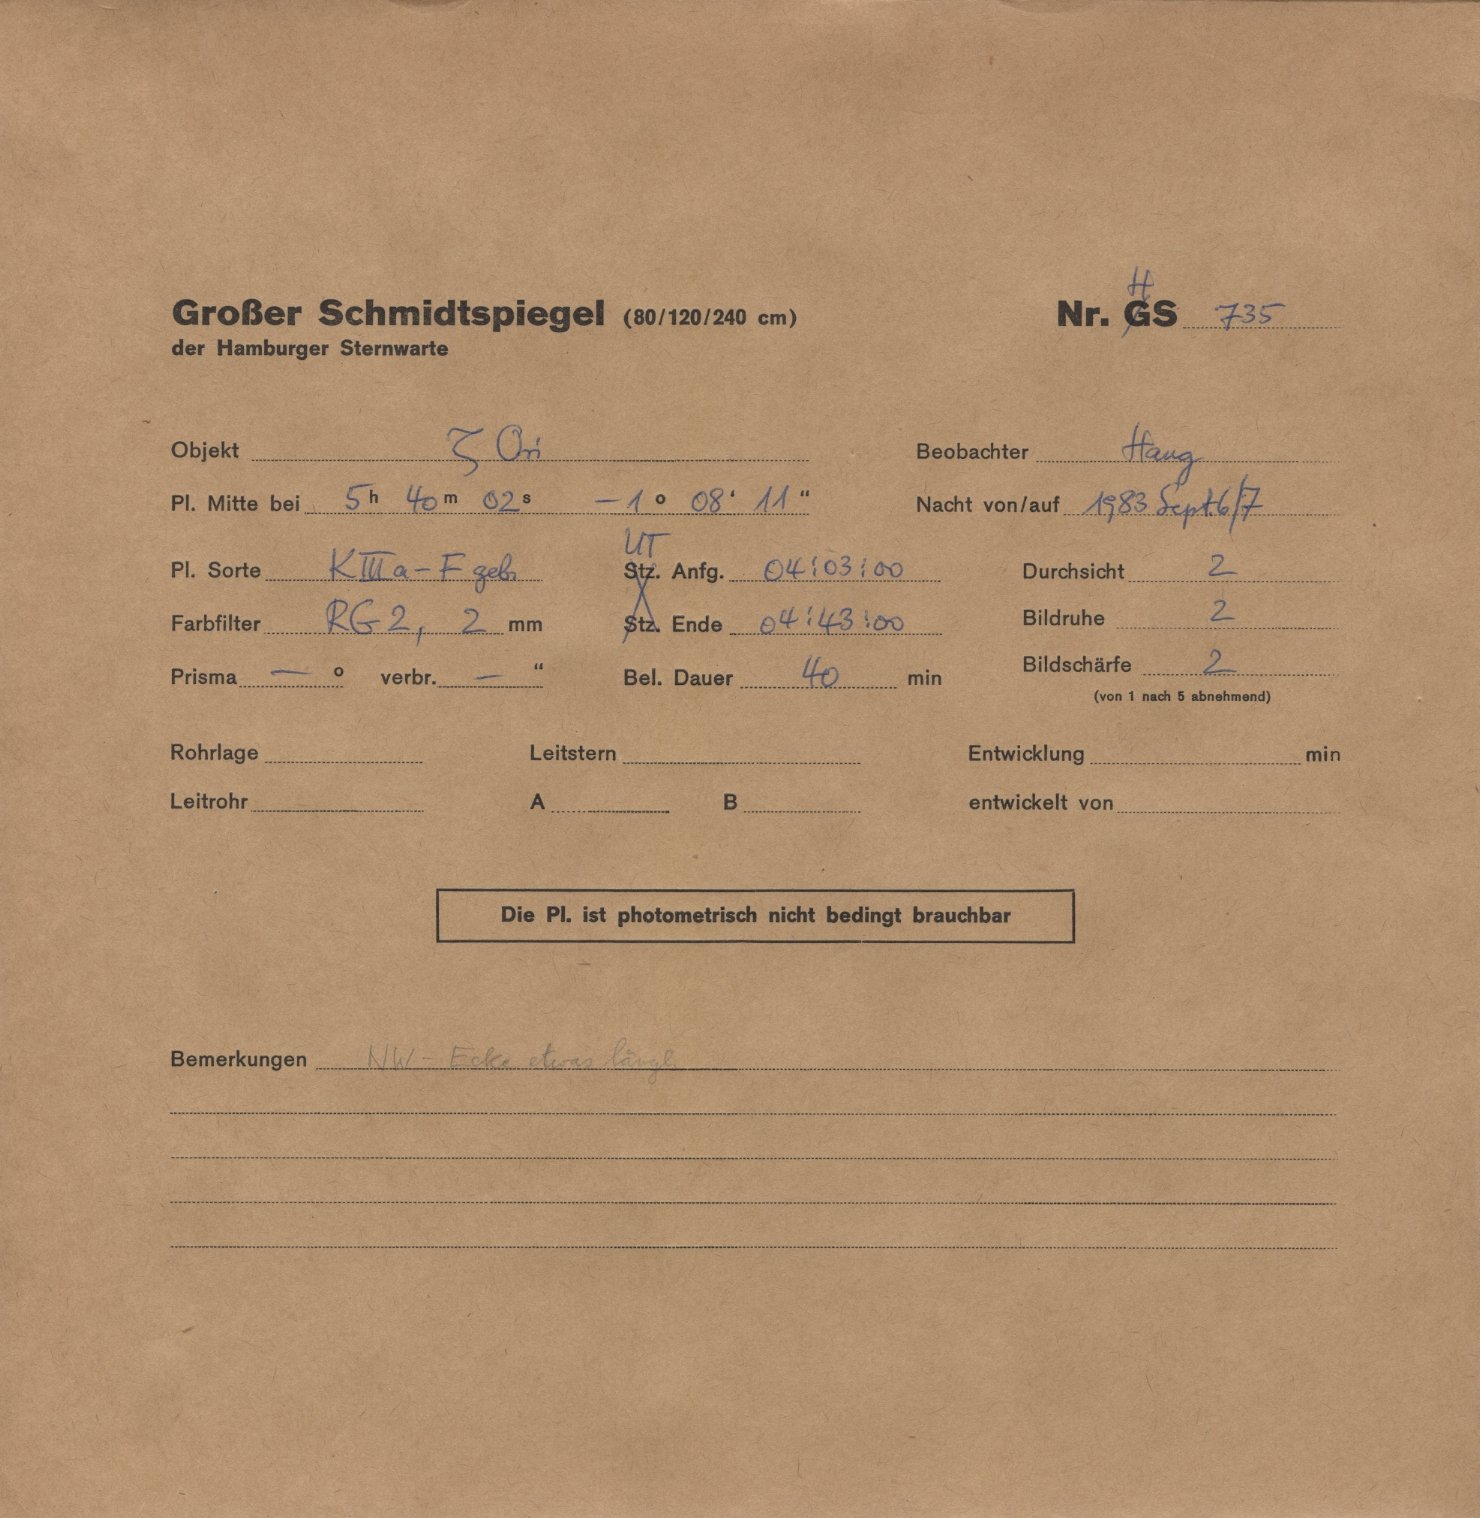 Großer Schmidtspiegel (80/120/240 cm) Nr. HGS 735
der Hamburger Sternwarte
Objekt ζ Ori Beobachter Haug
Pl. Mitte bei 5h 40m 02s -1° 08' 11" Nacht von/auf 1983 Sept. 6/7
UT
Pl. Sorte KIIIa-F geb. Stz. Anfg. 04:03:00 Durchsicht 2
Farbfilter RG2, 2 mm Stz. Ende 04:43:00 Bildruhe 2
Prisma — ° verbr. — " Bel. Dauer 40 min Bildschärfe 2
(von 1 nach 5 abnehmend)
Rohrlage Leitstern Entwicklung min
Leitrohr A B entwickelt von
Die Pl. ist photometrisch nicht bedingt brauchbar
Bemerkungen NW-Ecke etwas längl.